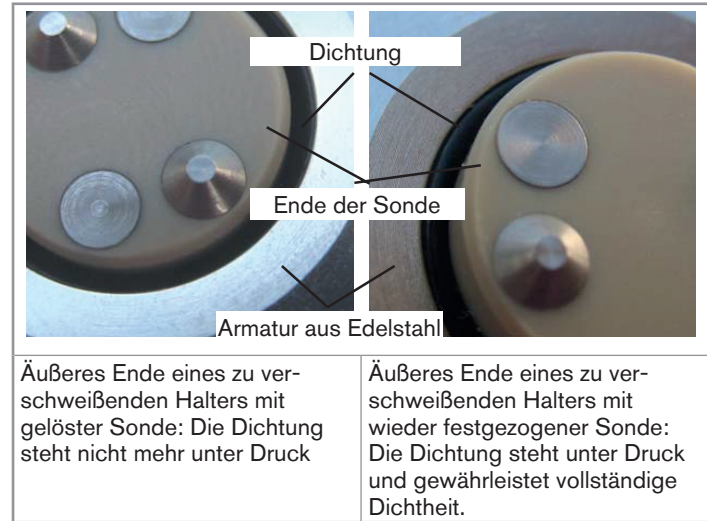 Dichtung
Ende der Sonde
Armatur aus Edelstahl
Äußeres Ende eines zu ver-
schweißenden Halters mit
gelöster Sonde: Die Dichtung
steht nicht mehr unter Druck
Äußeres Ende eines zu ver-
schweißenden Halters mit
wieder festgezogener Sonde:
Die Dichtung steht unter Druck
und gewährleistet vollständige
Dichtheit.